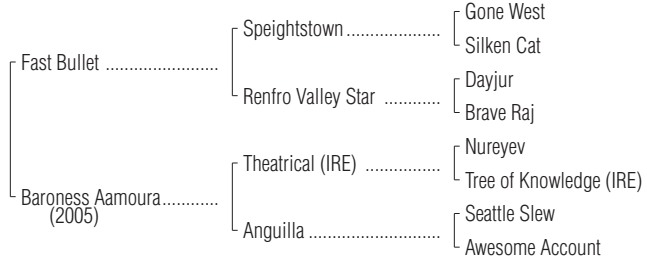 Gone West
Speightstown
Silken Cat
Fast Bullet
Dayjur
Renfro Valley Star
Brave Raj
Nureyev
Theatrical (IRE)
Tree of Knowledge (IRE)
Baroness Aamoura
(2005)
Seattle Slew
Anguilla
Awesome Account